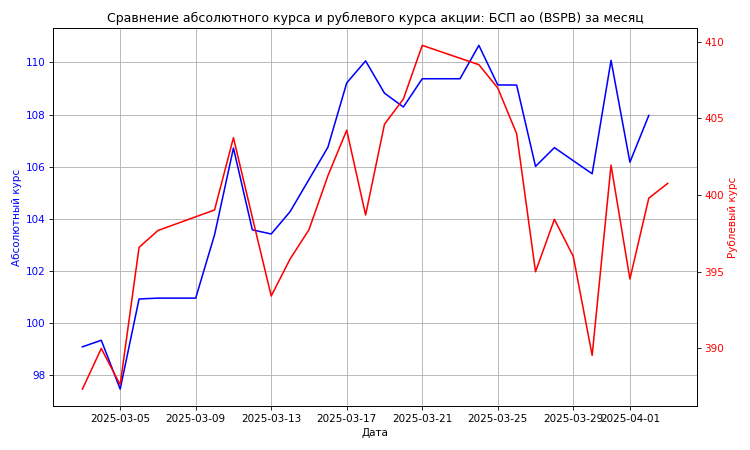 Сравнение абсолютного курса и рублевого курса акции: БСП ао (BSPB) за месяц
Абсолютный курс
110
108
106
104
102
100
98
410
405
400
395
390
Рублевый курс
2025-03-05 2025-03-09 2025-03-13 2025-03-17 2025-03-21 2025-03-25 2025-03-29 2025-04-01
Дата